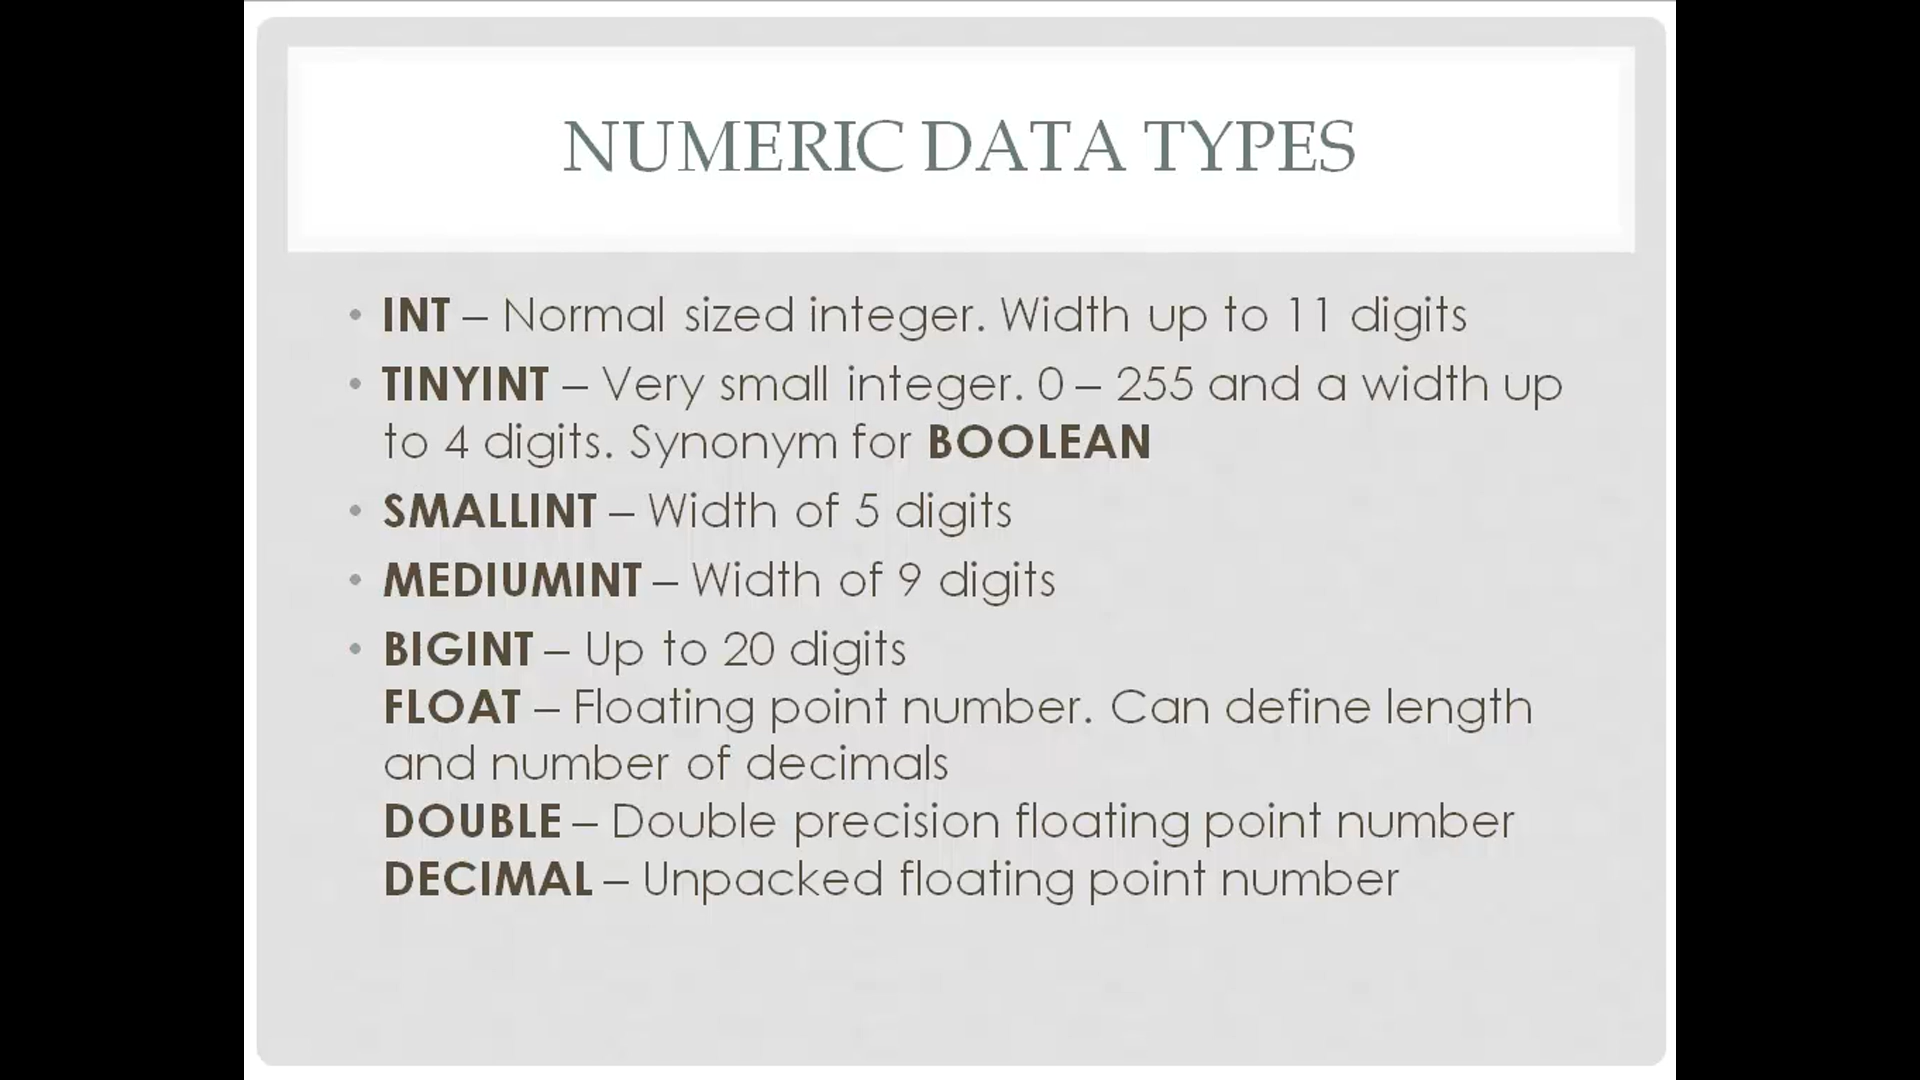 NUMERIC DATA TYPES
• INT – Normal sized integer. Width up to 11 digits
• TINYINT – Very small integer. 0 – 255 and a width up
to 4 digits. Synonym for BOOLEAN
• SMALLINT – Width of 5 digits
• MEDIUMINT – Width of 9 digits
• BIGINT – Up to 20 digits
FLOAT – Floating point number. Can define length
and number of decimals
DOUBLE – Double precision floating point number
DECIMAL – Unpacked floating point number